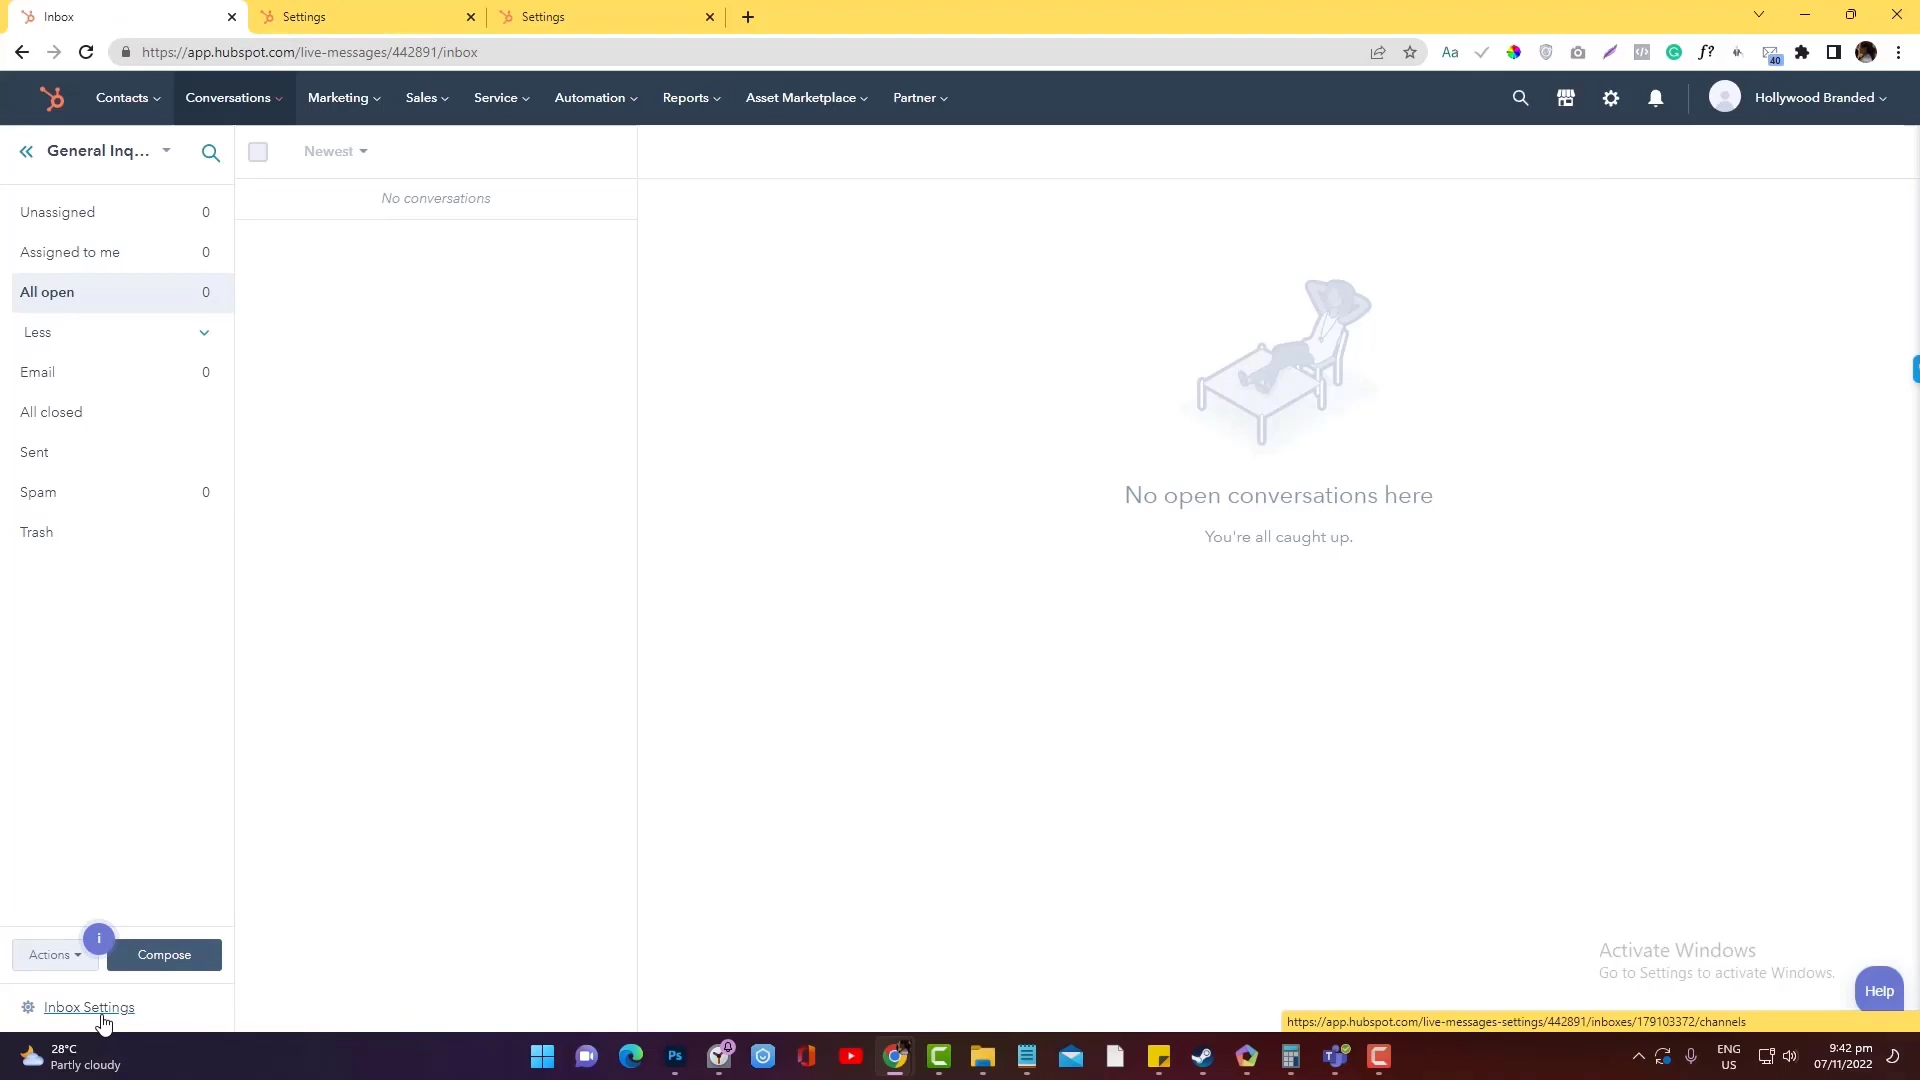 Inbox
Settings
Settings
https://app.hubspot.com/live-messages/442891/inbox
Aa
f?
40
Contacts
Conversations
Marketing
Sales
Service
Automation
Reports
Asset Marketplace
Partner
Hollywood Branded
General Inq...
Newest
No conversations
Unassigned 0
Assigned to me 0
All open 0
Less
Email 0
All closed
Sent
Spam 0
Trash
No open conversations here
You're all caught up.
i
Actions
Compose
Inbox Settings
Activate Windows
Go to Settings to activate Windows.
Help
https://app.hubspot.com/live-messages-settings/442891/inboxes/179103372/channels
28°C
Partly cloudy
Ps
ENG
US
9:42 pm
07/11/2022